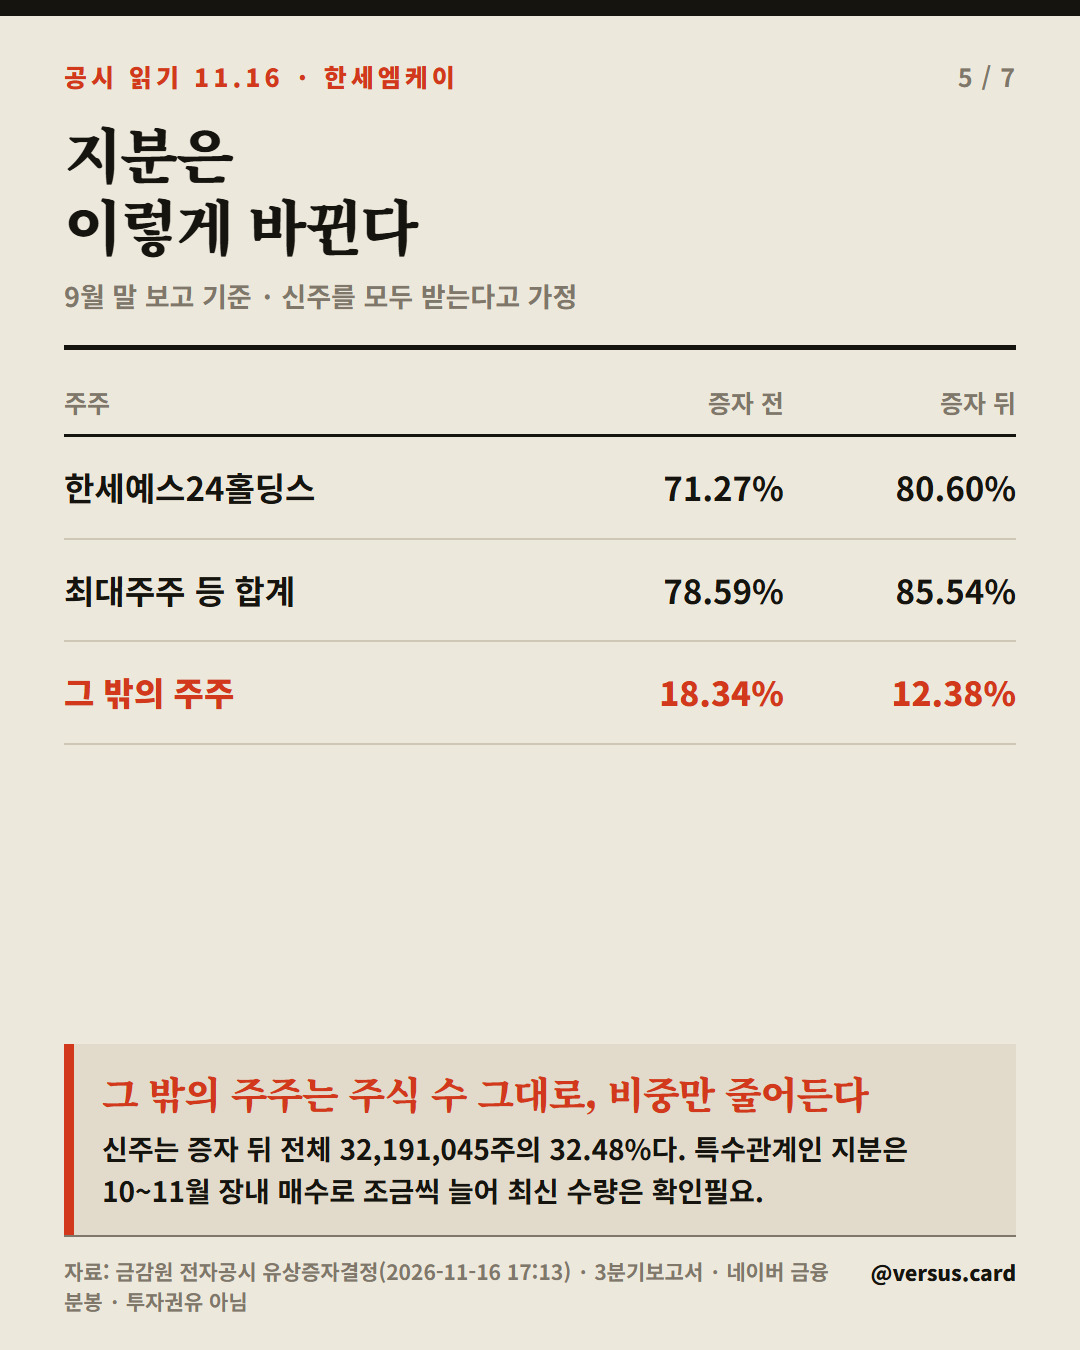 공시 읽기 11.16 · 한세엠케이
5 / 7
지분은
이렇게 바뀐다
9월 말 보고 기준 · 신주를 모두 받는다고 가정
주주 증자 전 증자 뒤
한세예스24홀딩스 71.27% 80.60%
최대주주 등 합계 78.59% 85.54%
그 밖의 주주 18.34% 12.38%
그 밖의 주주는 주식 수 그대로, 비중만 줄어든다
신주는 증자 뒤 전체 32,191,045주의 32.48%다. 특수관계인 지분은
10~11월 장내 매수로 조금씩 늘어 최신 수량은 확인필요.
자료: 금감원 전자공시 유상증자결정(2026-11-16 17:13) · 3분기보고서 · 네이버 금융
분봉 · 투자권유 아님
@versus.card